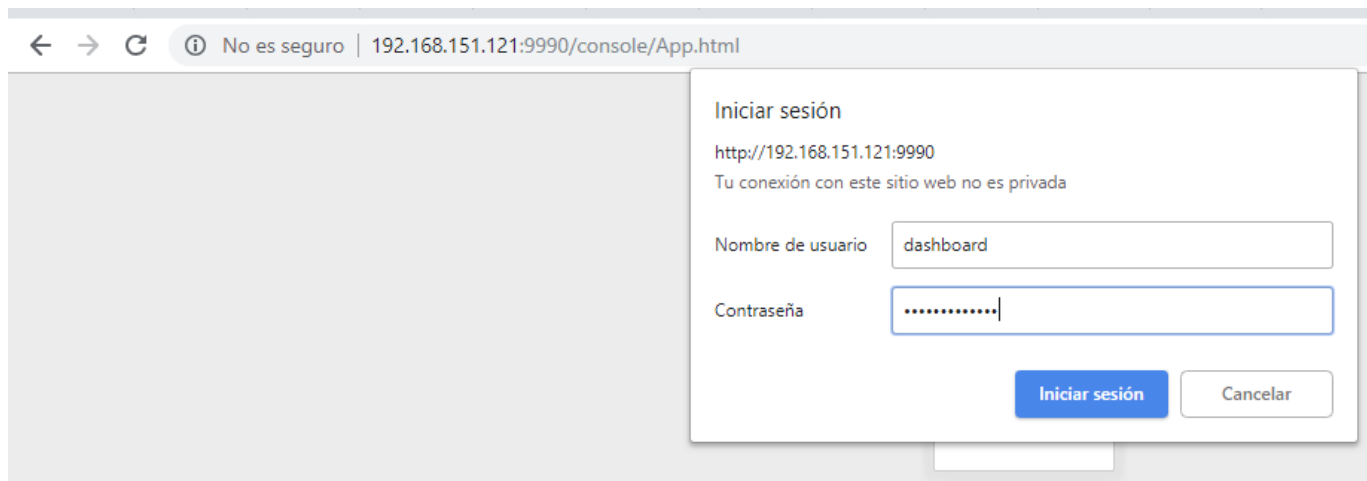 No es seguro | 192.168.151.121:9990/console/App.html
Iniciar sesión
http://192.168.151.121:9990
Tu conexión con este sitio web no es privada
Nombre de usuario dashboard
Contraseña •••••••••••••
Iniciar sesión Cancelar